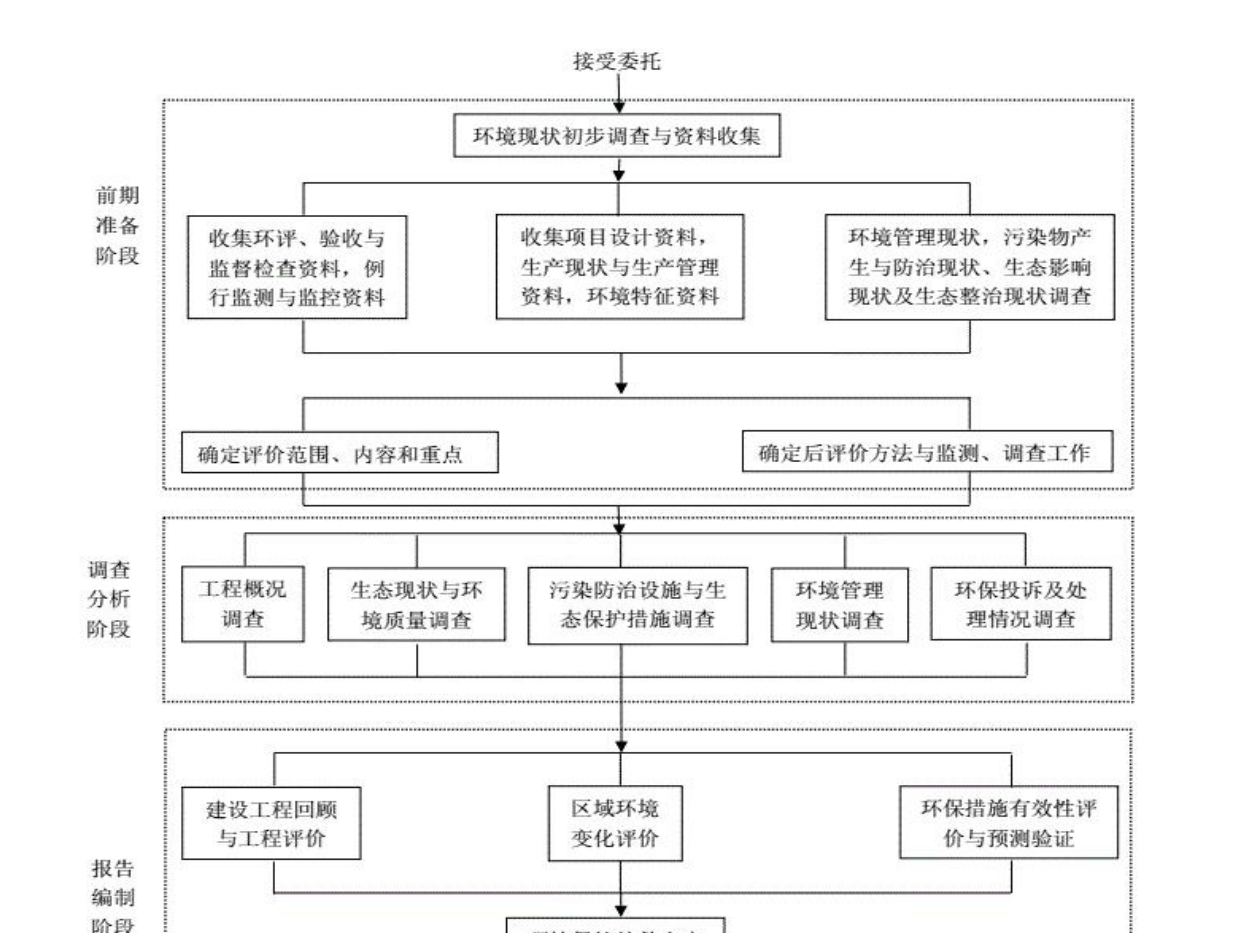 接受委托
环境现状初步调查与资料收集
前期
准备
阶段
收集环评、验收与
监督检查资料，例
行监测与监控资料
收集项目设计资料，
生产现状与生产管理
资料，环境特征资料
环境管理现状，污染物产
生与防治现状、生态影响
现状及生态整治现状调查
确定评价范围、内容和重点
确定后评价方法与监测、调查工作
调查
分析
阶段
工程概况
调查
生态现状与环
境质量调查
污染防治设施与生
态保护措施调查
环境管理
现状调查
环保投诉及处
理情况调查
建设工程回顾
与工程评价
区域环境
变化评价
环保措施有效性评
价与预测验证
报告
编制
阶段